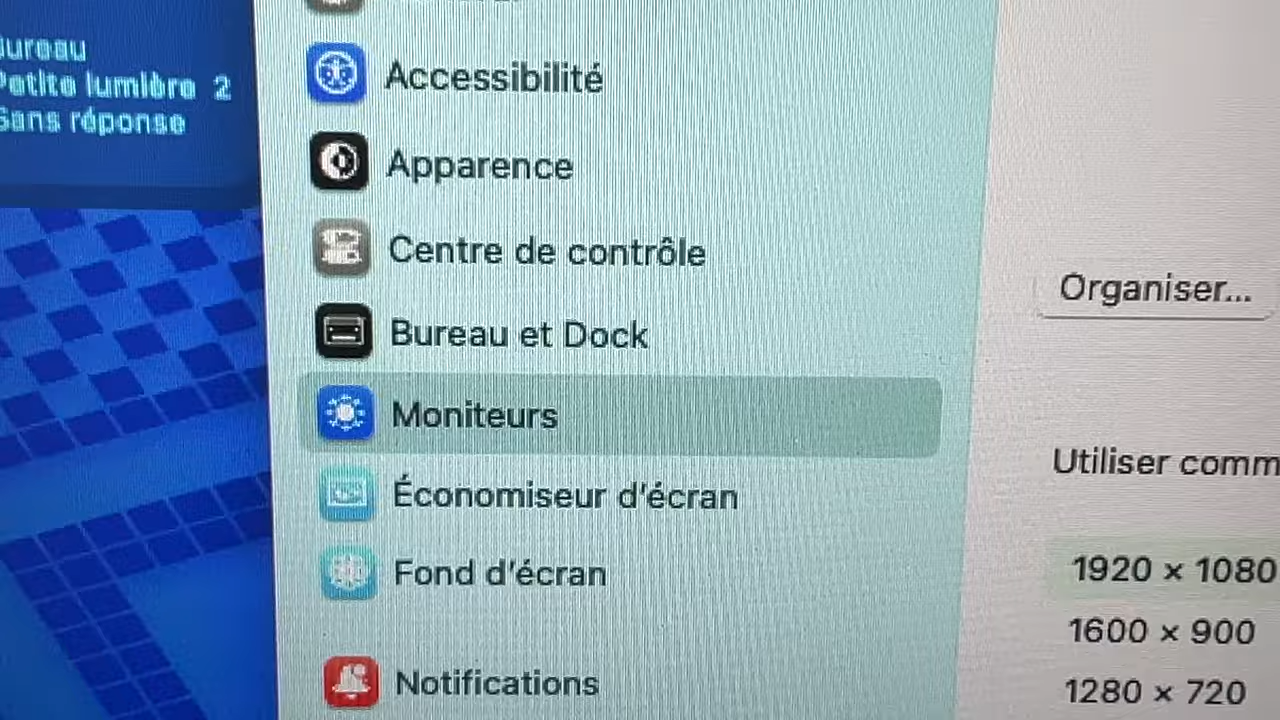 Bureau
Petite lumière 2
Sans réponse
Accessibilité
Apparence
Centre de contrôle
Bureau et Dock
Moniteurs
Économiseur d'écran
Fond d'écran
Notifications
Organiser...
Utiliser comm
1920 × 1080
1600 × 900
1280 × 720